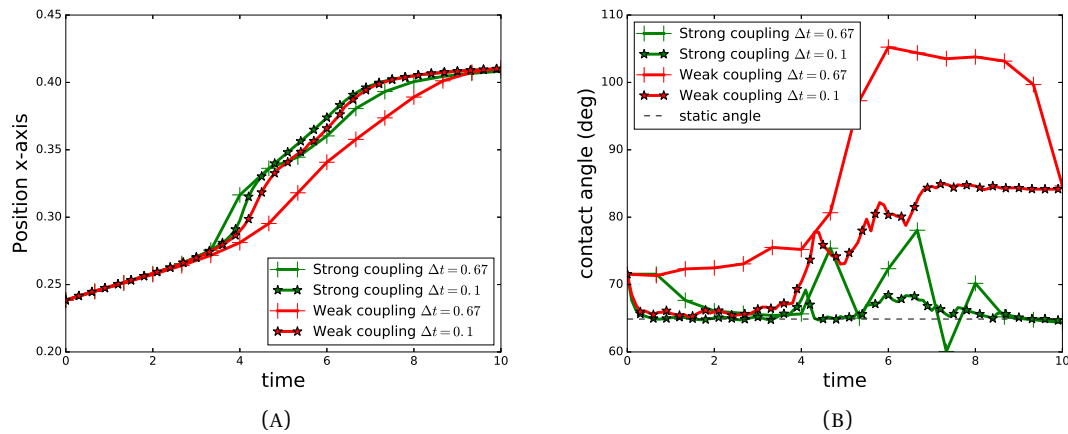 0.45
0.40
0.35
0.30
0.25
0.20
0 2 4 6 8 10
Position x-axis
time
Strong coupling Δt = 0.67
Strong coupling Δt = 0.1
Weak coupling Δt = 0.67
Weak coupling Δt = 0.1
(A)
110
100
90
80
70
60
0 2 4 6 8 10
contact angle (deg)
time
Strong coupling Δt = 0.67
Strong coupling Δt = 0.1
Weak coupling Δt = 0.67
Weak coupling Δt = 0.1
static angle
(B)